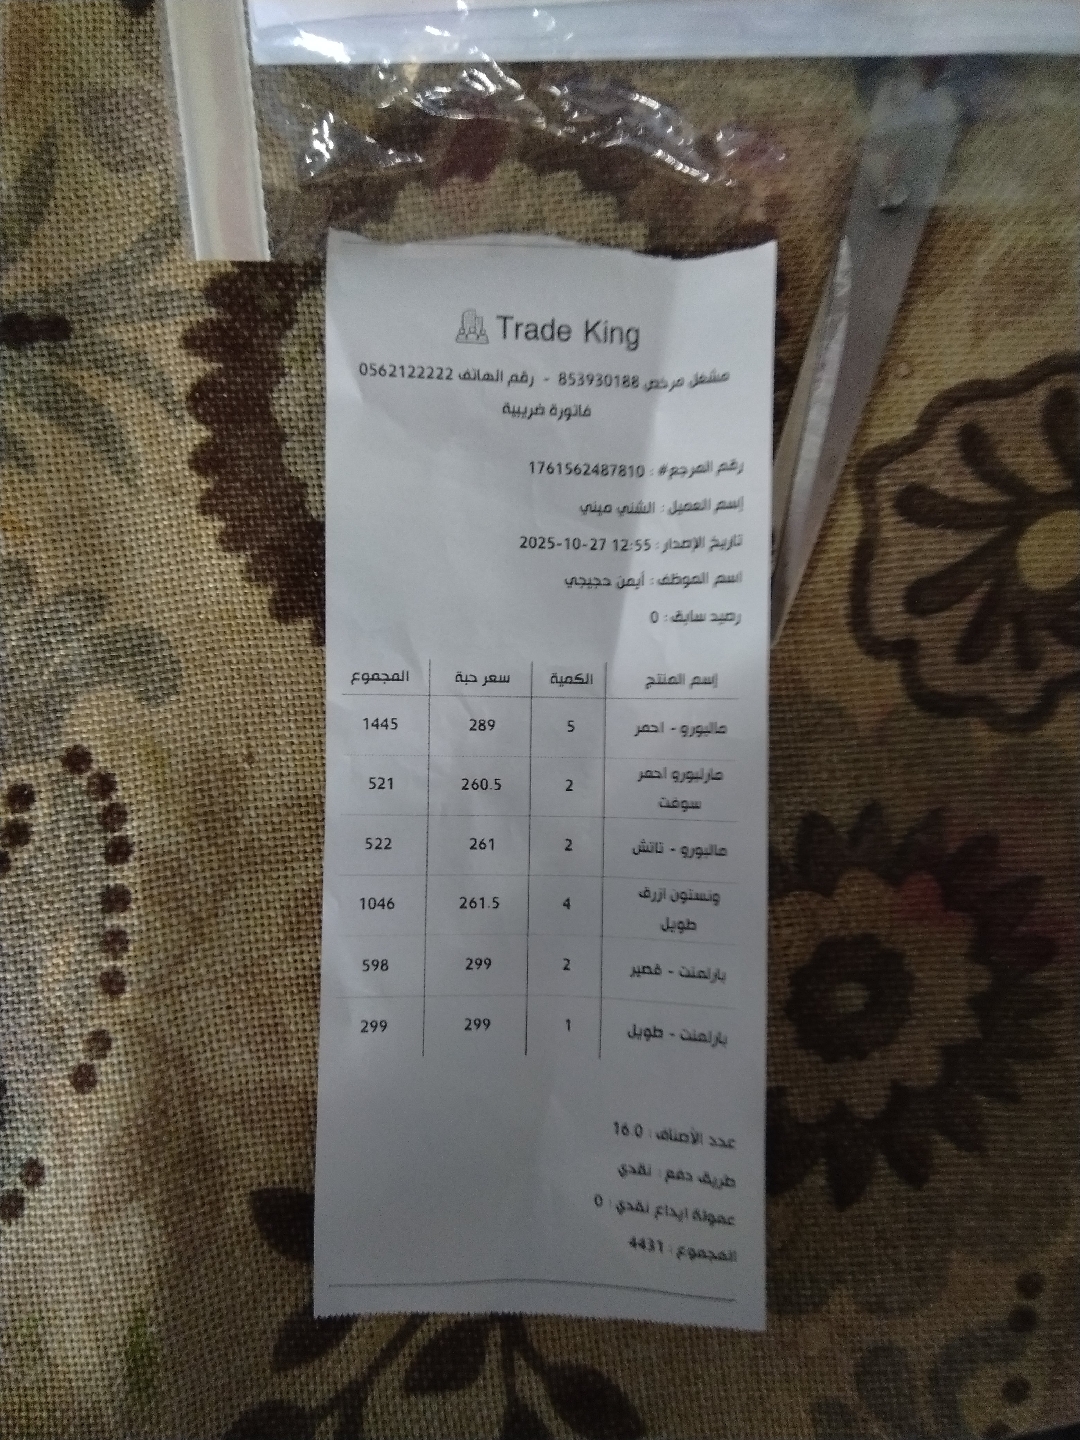 Trade King
مشغل مرخص 853930188 - رقم الهاتف 0562122222
فاتورة ضريبية
رقم المرجع# : 1761562487810
إسم العميل : الشني ميني
تاريخ الإصدار : 2025-10-27 12:55
اسم الموظف : أيمن حجيجي
رصيد سابق : 0
إسم المنتج الكمية سعر حبة المجموع
مالبورو - احمر 5 289 1445
مارلبورو احمر سوفت 2 260.5 521
مالبورو - تاتش 2 261 522
ونستون ازرق طويل 4 261.5 1046
بارلمنت - قصير 2 299 598
بارلمنت - طويل 1 299 299
عدد الأصناف : 16.0
طريق دفع : نقدي
عمولة ايداع نقدي : 0
المجموع : 4431